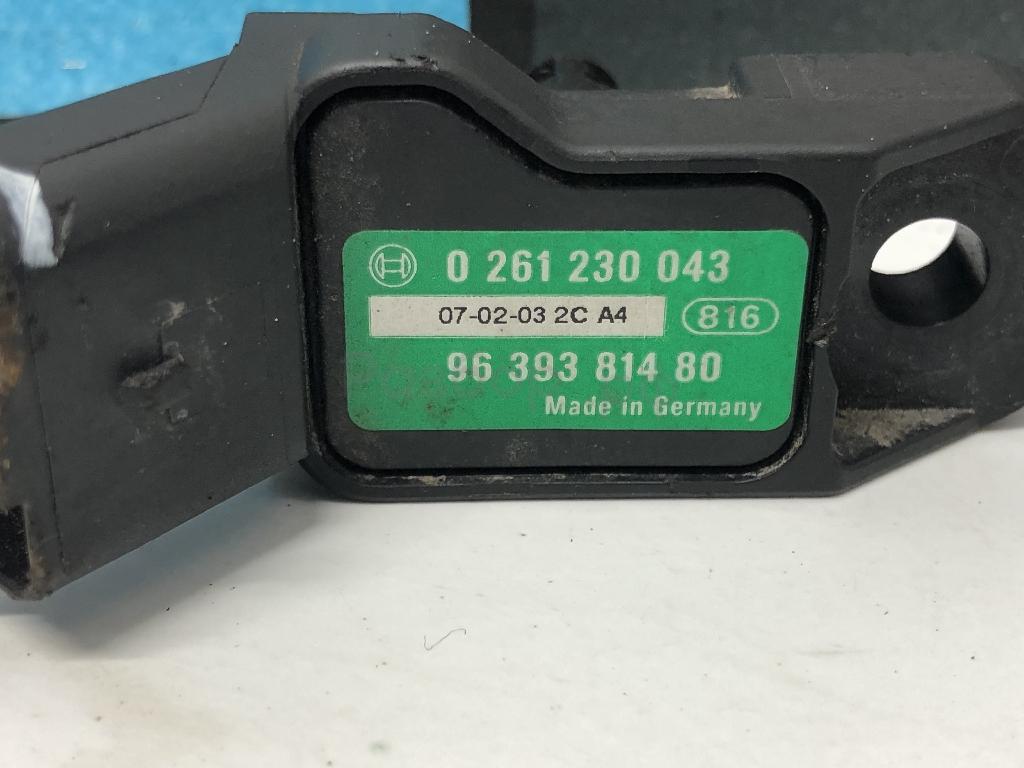 0 261 230 043
07-02-03 2C A4 816
96 393 814 80
Made in Germany